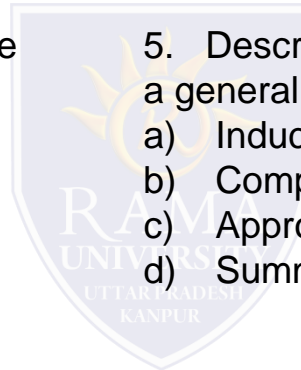 e
5. Descr
a general
a) Induc
b) Comp
c) Appro
d) Summ
RAMA
UNIVERSITY
UTTAR PRADESH
KANPUR